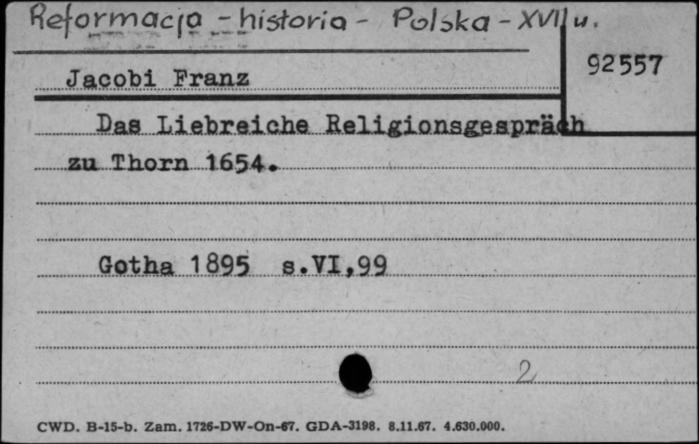 Reformacja - historia - Polska - XVII w.
92557
Jacobi Franz
Das Liebreiche Religionsgespräch
zu Thorn 1654.
Gotha 1895 s.VI,99
2
CWD. B-15-b. Zam. 1726-DW-On-67. GDA-3198. 8.11.67. 4.630.000.